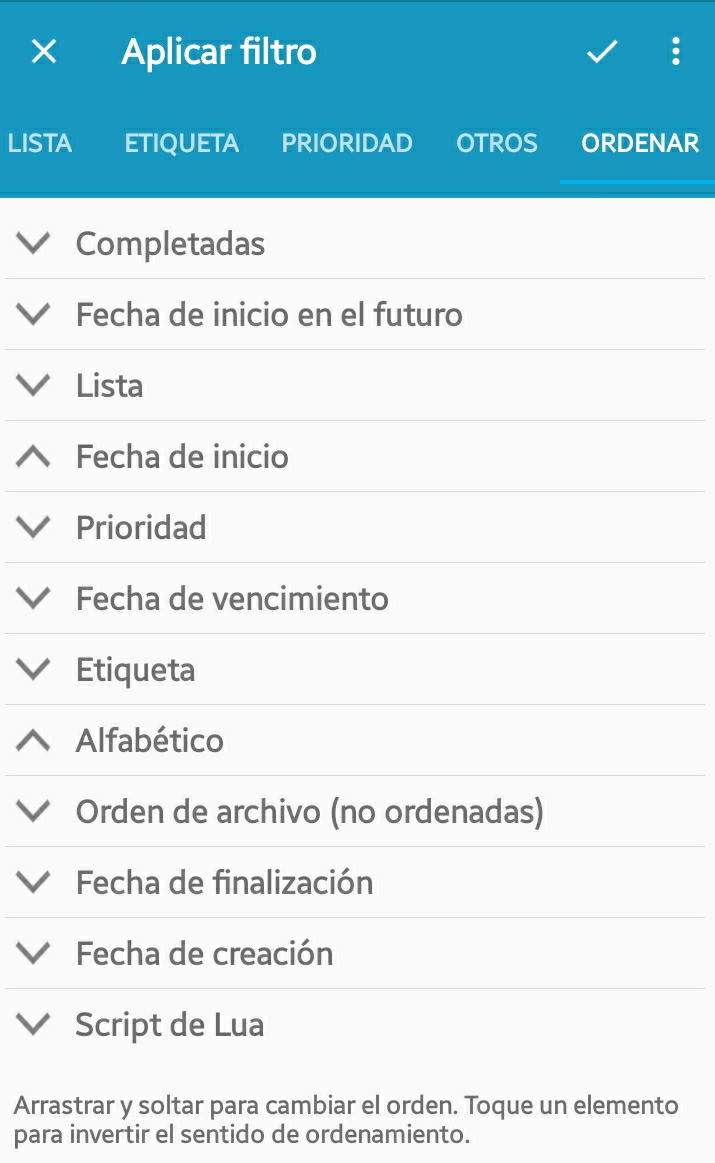 Aplicar filtro
LISTA ETIQUETA PRIORIDAD OTROS ORDENAR
Completadas
Fecha de inicio en el futuro
Lista
Fecha de inicio
Prioridad
Fecha de vencimiento
Etiqueta
Alfabético
Orden de archivo (no ordenadas)
Fecha de finalización
Fecha de creación
Script de Lua
Arrastrar y soltar para cambiar el orden. Toque un elemento
para invertir el sentido de ordenamiento.